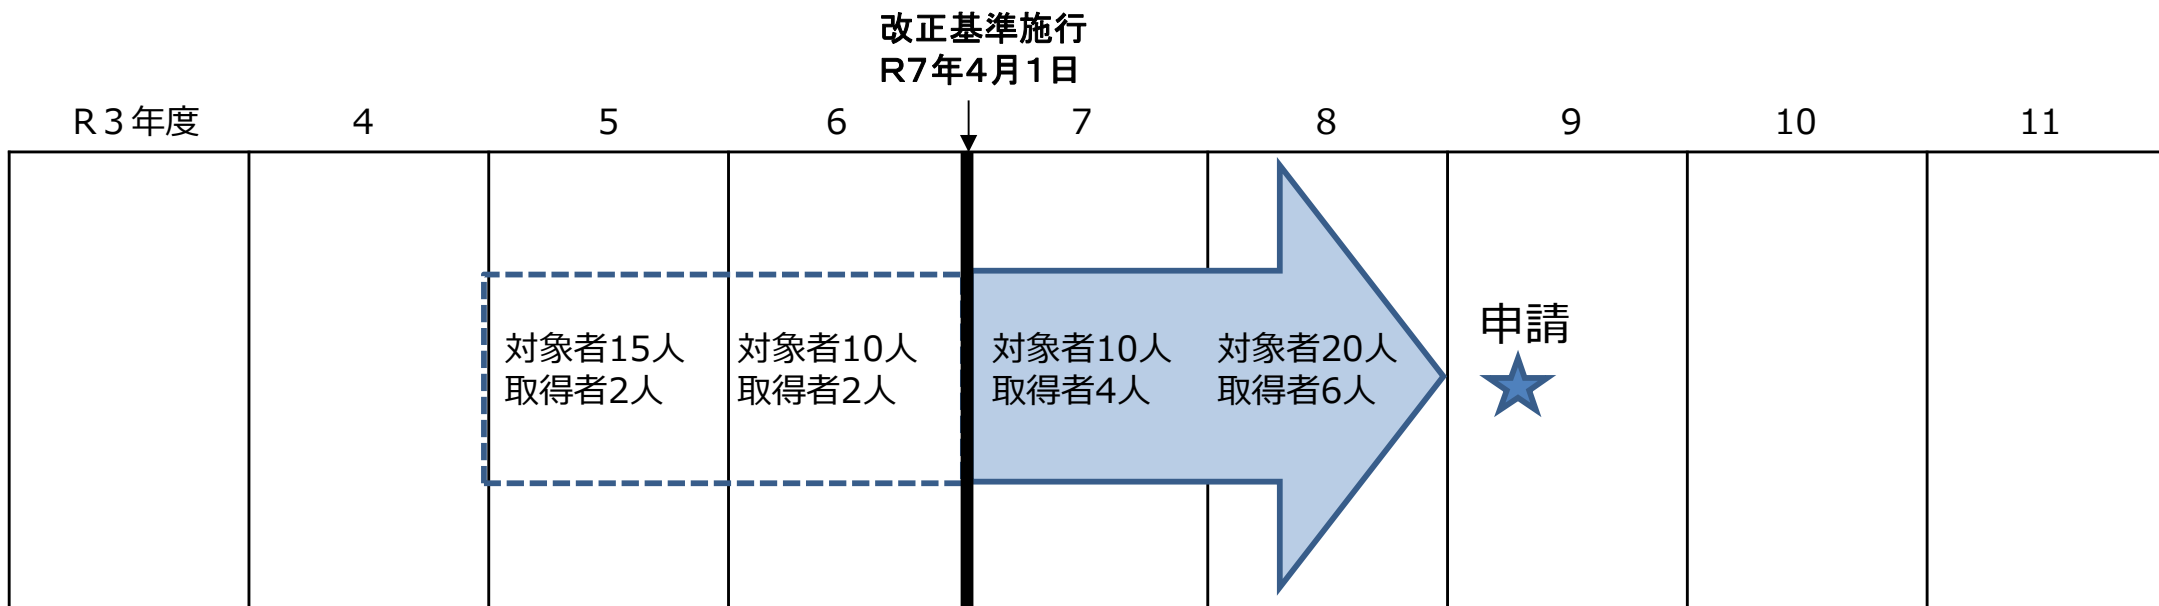 改正基準施行
R7年4月1日
R3年度 4 5 6 7 8 9 10 11
対象者15人
取得者2人
対象者10人
取得者2人
対象者10人
取得者4人
対象者20人
取得者6人
申請